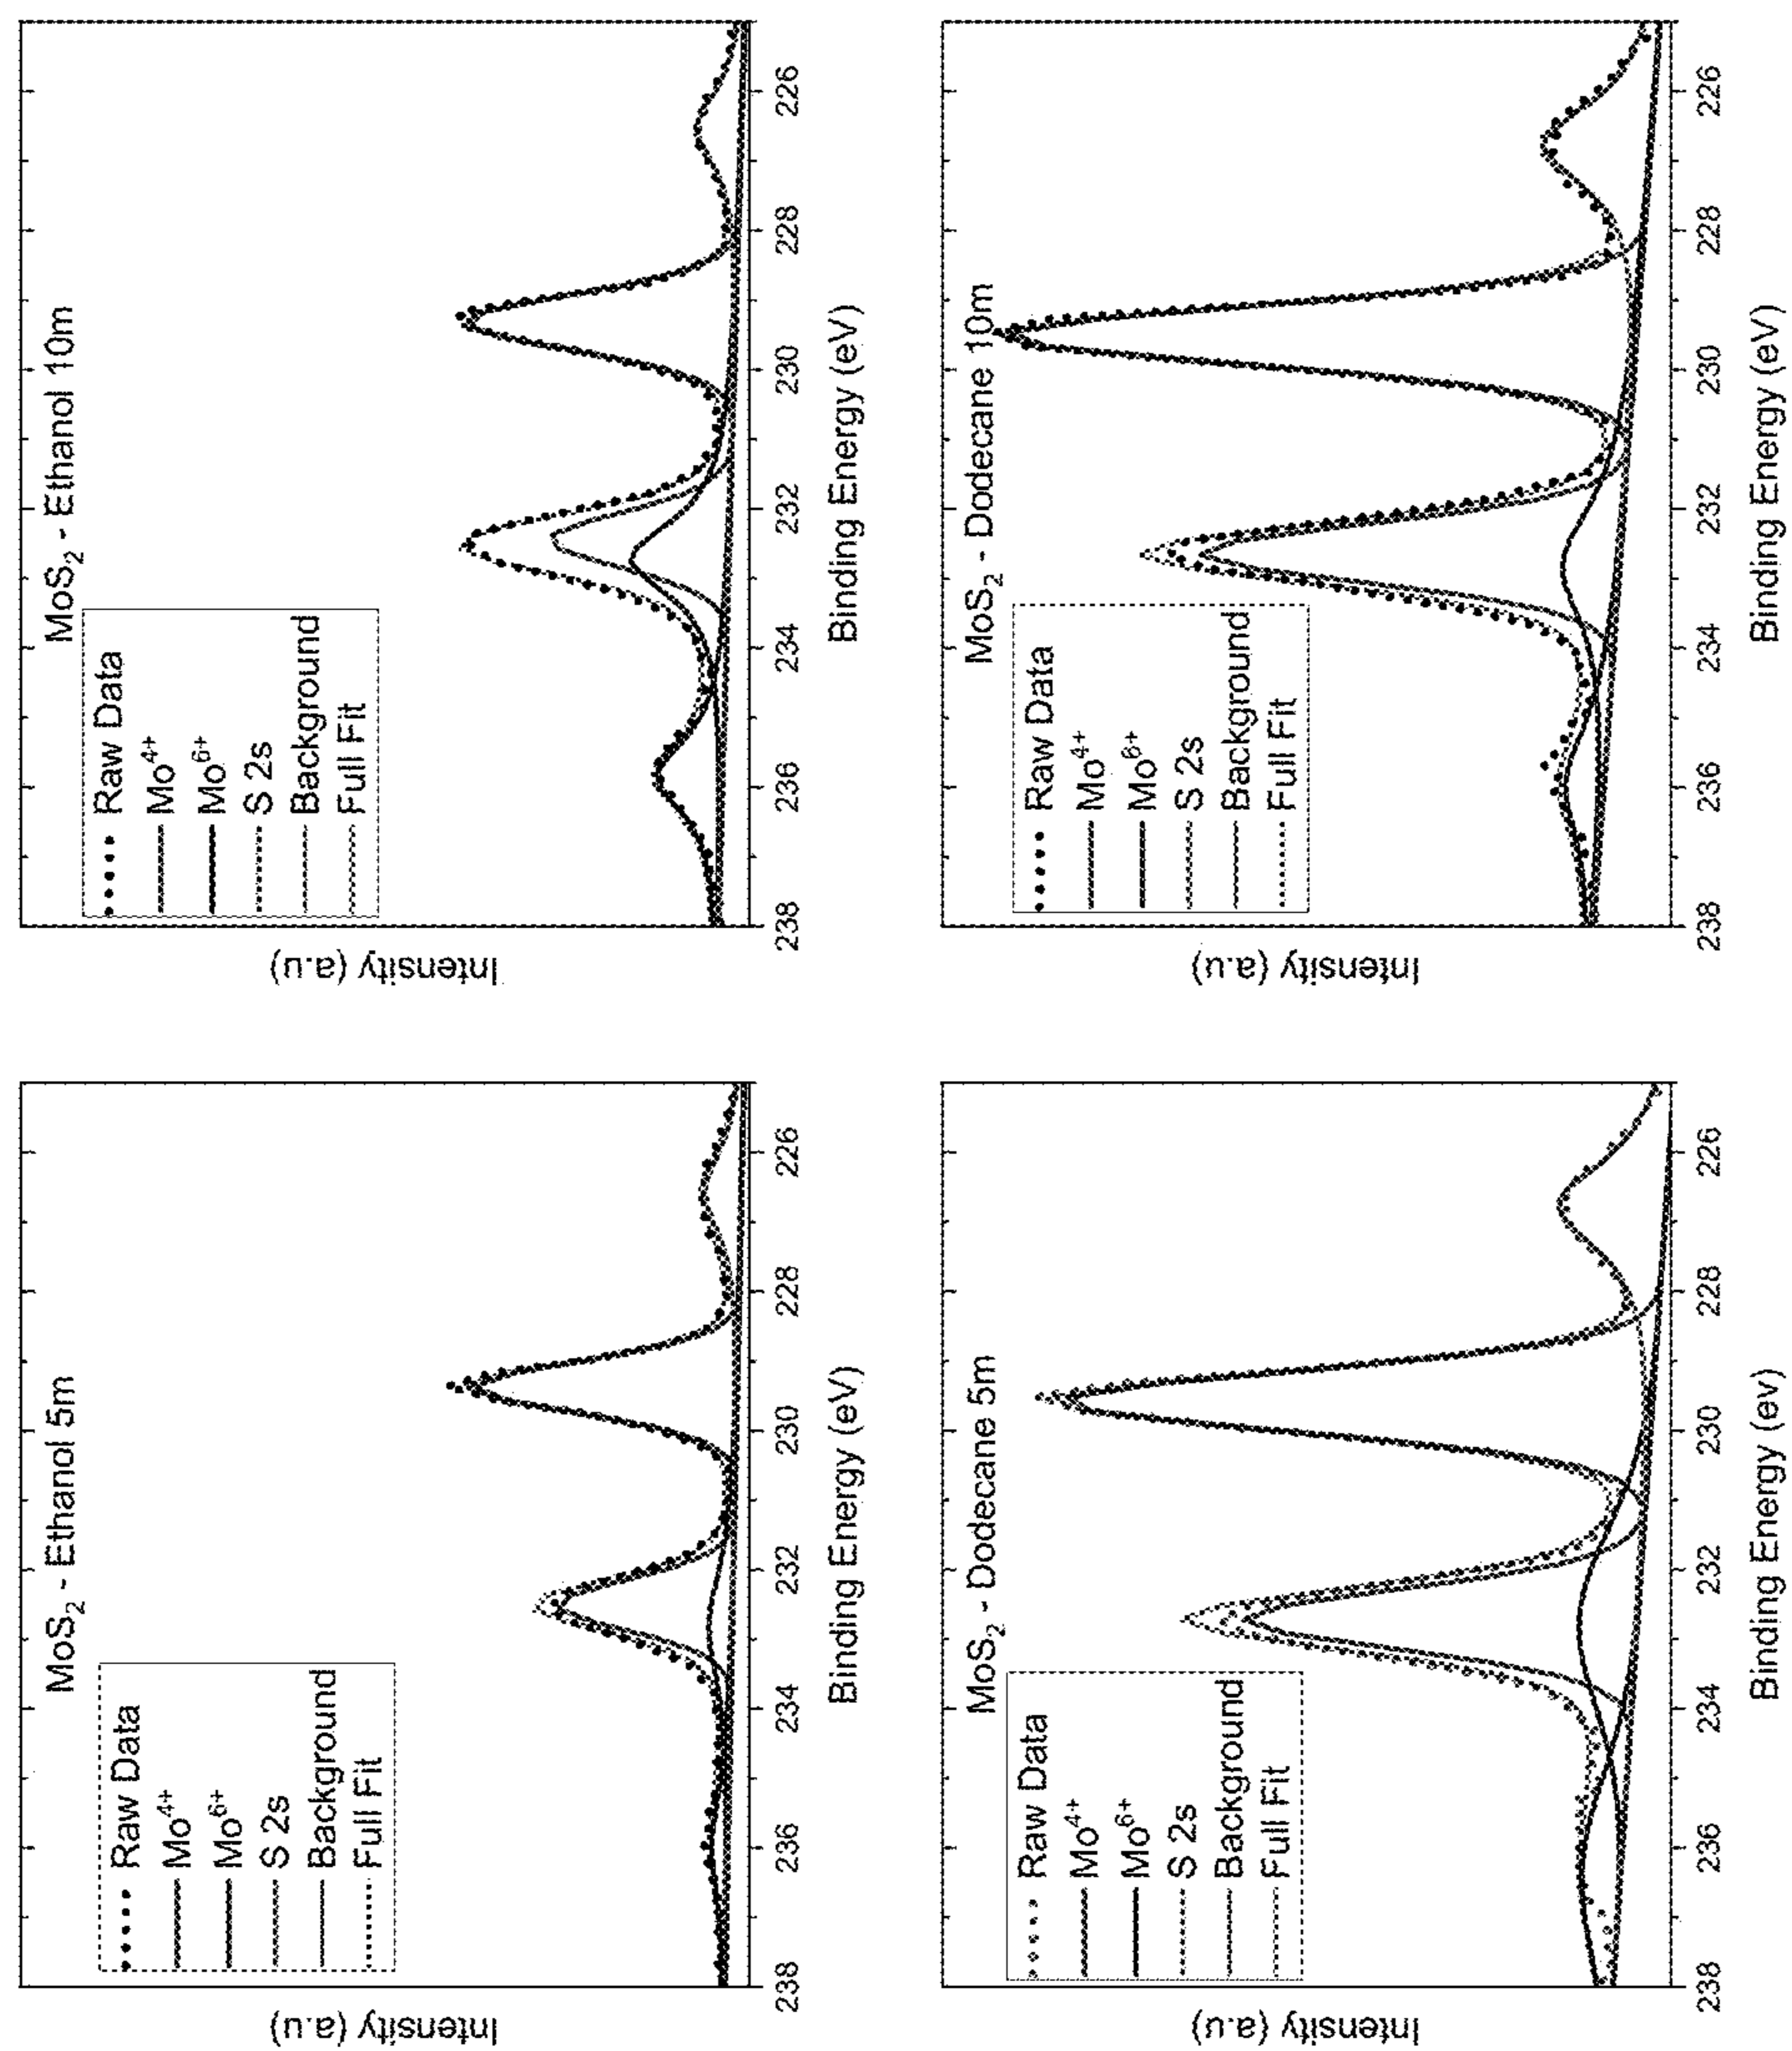 MoS₂ - Ethanol 5m
Raw Data
Mo⁴⁺
Mo⁶⁺
S 2s
Background
Full Fit
Intensity (a.u)
238 236 234 232 230 228 226
Binding Energy (eV)
MoS₂ - Ethanol 10m
Raw Data
Mo⁴⁺
Mo⁶⁺
S 2s
Background
Full Fit
Intensity (a.u)
238 236 234 232 230 228 226
Binding Energy (eV)
MoS₂ - Dodecane 5m
Raw Data
Mo⁴⁺
Mo⁶⁺
S 2s
Background
Full Fit
Intensity (a.u)
238 236 234 232 230 228 226
Binding Energy (ev)
MoS₂ - Dodecane 10m
Raw Data
Mo⁴⁺
Mo⁶⁺
S 2s
Background
Full Fit
Intensity (a.u)
238 236 234 232 230 228 226
Binding Energy (eV)